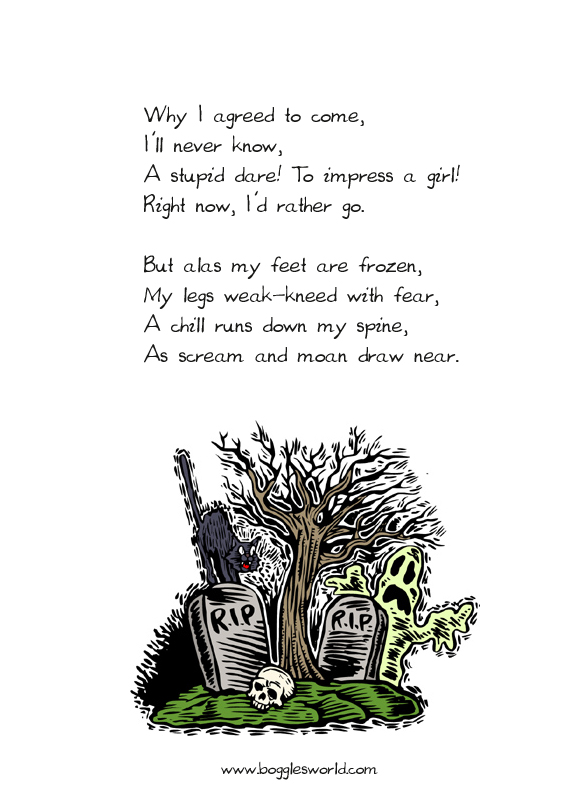 Why I agreed to come,
I'll never know,
A stupid dare! To impress a girl!
Right now, I'd rather go.
But alas my feet are frozen,
My legs weak-kneed with fear,
A chill runs down my spine,
As scream and moan draw near.
R.I.P.
R.I.P.
www.bogglesworld.com